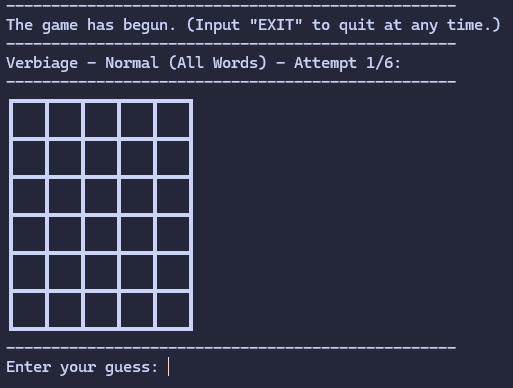 --------------------------------------------------
The game has begun. (Input "EXIT" to quit at any time.)
--------------------------------------------------
Verbiage - Normal (All Words) - Attempt 1/6:
--------------------------------------------------
--------------------------------------------------
Enter your guess: